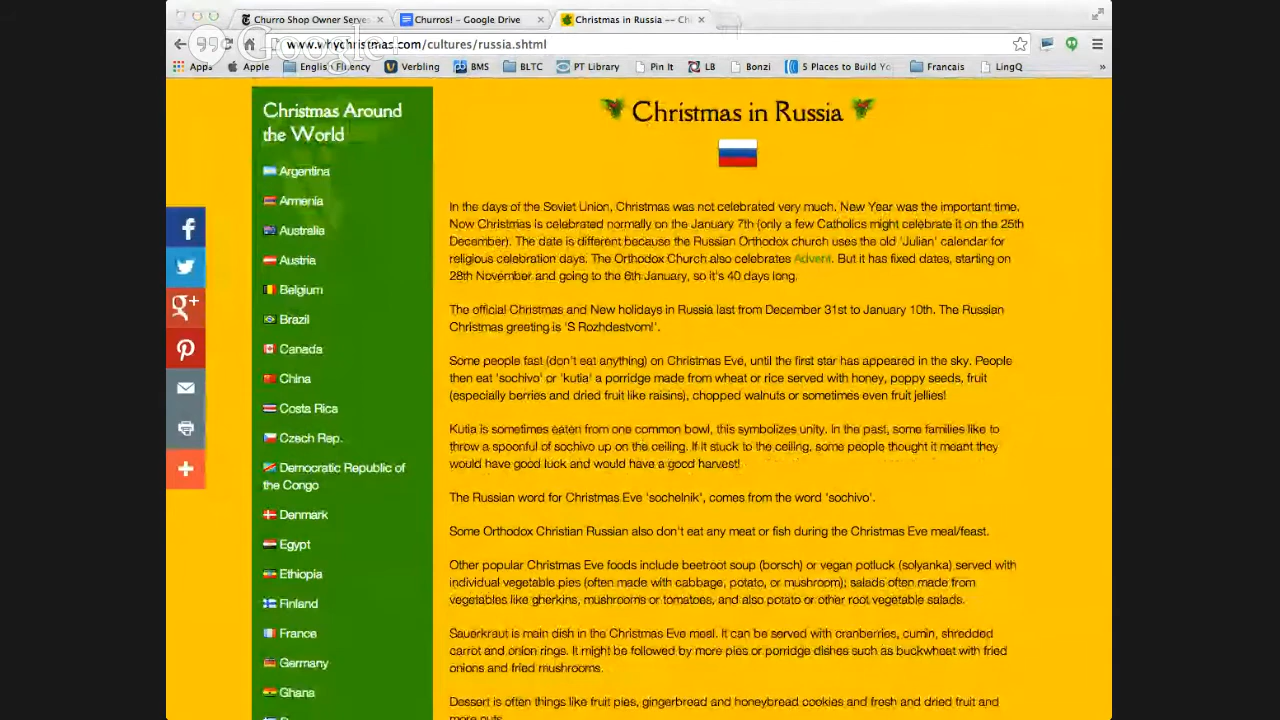 Churro Shop Owner Serve
Churros! – Google Drive
Christmas in Russia -- Ch
Google+
www.whychristmas.com/cultures/russia.shtml
Apps
Apple
English Fluency
Verbling
BMS
BLTC
PT Library
Pin It
LB
Bonzi
5 Places to Build Yo
Francais
LingQ
»
Christmas Around
the World
Argentina
Armenia
Australia
Austria
Belgium
Brazil
Canada
China
Costa Rica
Czech Rep.
Democratic Republic of
the Congo
Denmark
Egypt
Ethiopia
Finland
France
Germany
Ghana
Christmas in Russia
In the days of the Soviet Union, Christmas was not celebrated very much. New Year was the important time.
Now Christmas is celebrated normally on the January 7th (only a few Catholics might celebrate it on the 25th
December). The date is different because the Russian Orthodox church uses the old 'Julian' calendar for
religious celebration days. The Orthodox Church also celebrates Advent. But it has fixed dates, starting on
28th November and going to the 6th January, so it's 40 days long.
The official Christmas and New holidays in Russia last from December 31st to January 10th. The Russian
Christmas greeting is 'S Rozhdestvom!'.
Some people fast (don't eat anything) on Christmas Eve, until the first star has appeared in the sky. People
then eat 'sochivo' or 'kutia' a porridge made from wheat or rice served with honey, poppy seeds, fruit
(especially berries and dried fruit like raisins), chopped walnuts or sometimes even fruit jellies!
Kutia is sometimes eaten from one common bowl, this symbolizes unity. In the past, some families like to
throw a spoonful of sochivo up on the ceiling. If it stuck to the ceiling, some people thought it meant they
would have good luck and would have a good harvest!
The Russian word for Christmas Eve 'sochelnik', comes from the word 'sochivo'.
Some Orthodox Christian Russian also don't eat any meat or fish during the Christmas Eve meal/feast.
Other popular Christmas Eve foods include beetroot soup (borsch) or vegan potluck (solyanka) served with
individual vegetable pies (often made with cabbage, potato, or mushroom); salads often made from
vegetables like gherkins, mushrooms or tomatoes, and also potato or other root vegetable salads.
Sauerkraut is main dish in the Christmas Eve meal. It can be served with cranberries, cumin, shredded
carrot and onion rings. It might be followed by more pies or porridge dishes such as buckwheat with fried
onions and fried mushrooms.
Dessert is often things like fruit pies, gingerbread and honeybread cookies and fresh and dried fruit and
more nuts.